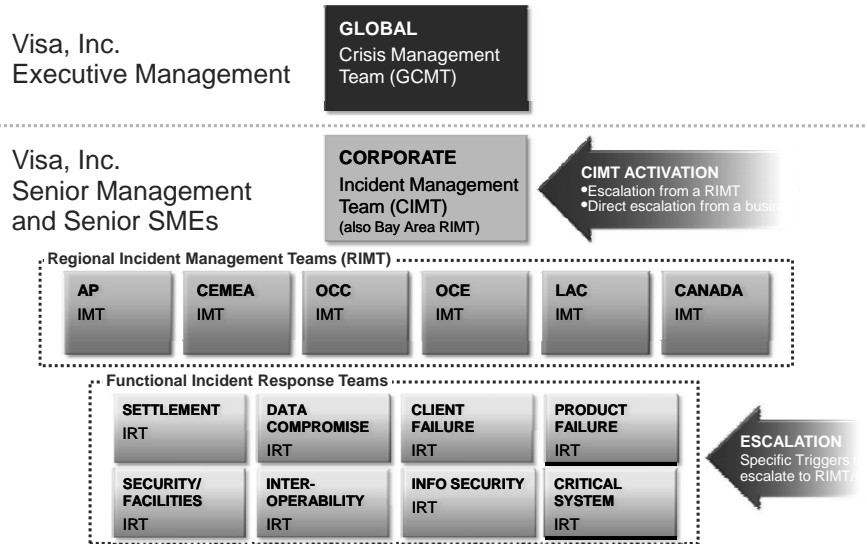 Visa, Inc.
Executive Management
GLOBAL
Crisis Management
Team (GCMT)
Visa, Inc.
Senior Management
and Senior SMEs
CORPORATE
Incident Management
Team (CIMT)
(also Bay Area RIMT)
CIMT ACTIVATION
•Escalation from a RIMT
•Direct escalation from a
Regional Incident Management Teams (RIMT)
AP
IMT
CEMEA
IMT
OCC
IMT
OCE
IMT
LAC
IMT
CANADA
IMT
Functional Incident Response Teams
SETTLEMENT
IRT
DATA
COMPROMISE
IRT
CLIENT
FAILURE
IRT
PRODUCT
FAILURE
IRT
SECURITY/
FACILITIES
IRT
INTER-
OPERABILITY
IRT
INFO SECURITY
IRT
CRITICAL
SYSTEM
IRT
ESCALATION
Specific Triggers
escalate to RIMT/